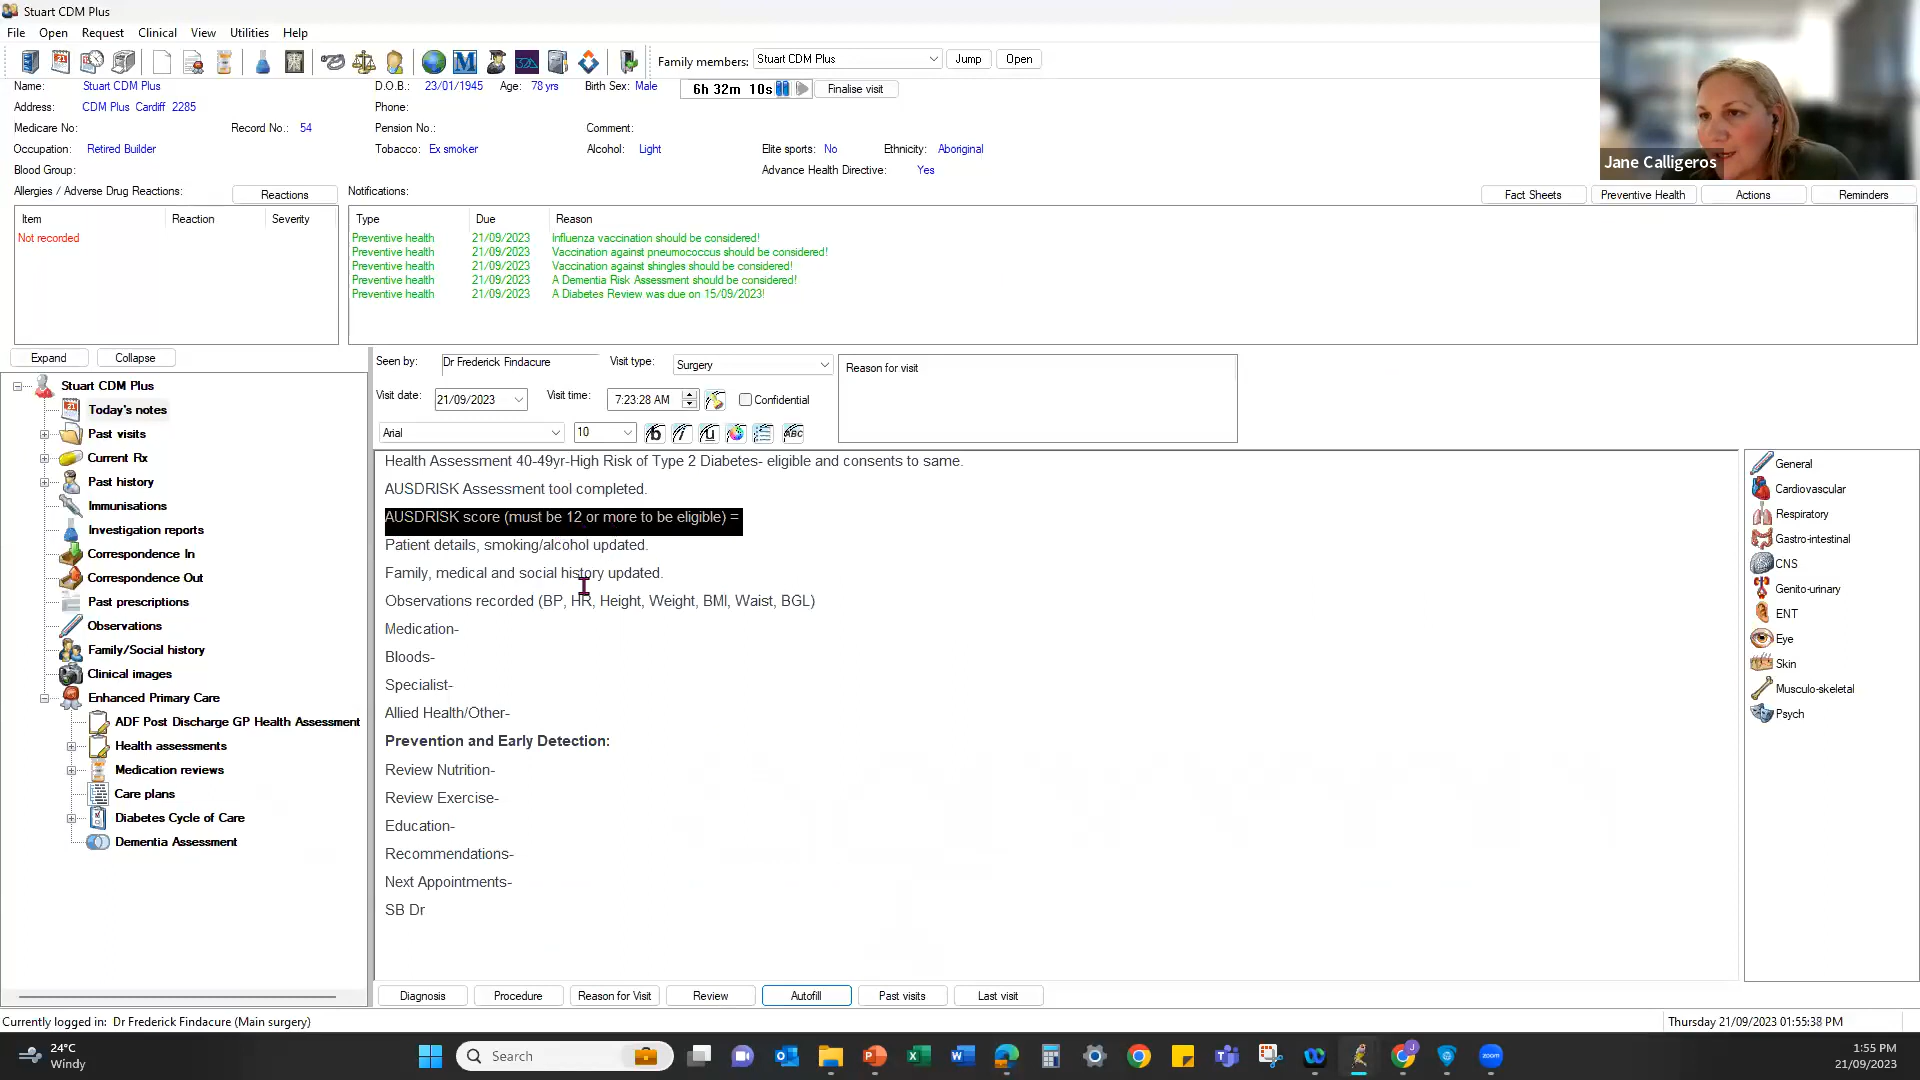 Stuart CDM Plus
File Open Request Clinical View Utilities Help
Family members: Stuart CDM Plus Jump Open
Name: Stuart CDM Plus D.O.B.: 23/01/1945 Age: 78 yrs Birth Sex: Male 6h 32m 10s Finalise visit
Address: CDM Plus Cardiff 2285 Phone:
Medicare No: Record No.: 54 Pension No.: Comment:
Occupation: Retired Builder Tobacco: Ex smoker Alcohol: Light Elite sports: No Ethnicity: Aboriginal
Blood Group: Advance Health Directive: Yes
Jane Calligeros
Allergies / Adverse Drug Reactions: Reactions Notifications: Fact Sheets Preventive Health Actions Reminders
Item Reaction Severity
Not recorded
Type Due Reason
Preventive health 21/09/2023 Influenza vaccination should be considered!
Preventive health 21/09/2023 Vaccination against pneumococcus should be considered!
Preventive health 21/09/2023 Vaccination against shingles should be considered!
Preventive health 21/09/2023 A Dementia Risk Assessment should be considered!
Preventive health 21/09/2023 A Diabetes Review was due on 15/09/2023!
Expand Collapse
Stuart CDM Plus
Today's notes
Past visits
Current Rx
Past history
Immunisations
Investigation reports
Correspondence In
Correspondence Out
Past prescriptions
Observations
Family/Social history
Clinical images
Enhanced Primary Care
ADF Post Discharge GP Health Assessment
Health assessments
Medication reviews
Care plans
Diabetes Cycle of Care
Dementia Assessment
Seen by: Dr Frederick Findacure Visit type: Surgery Reason for visit
Visit date: 21/09/2023 Visit time: 7:23:28 AM Confidential
Arial 10 b i u ABC
Health Assessment 40-49yr-High Risk of Type 2 Diabetes- eligible and consents to same.
AUSDRISK Assessment tool completed.
AUSDRISK score (must be 12 or more to be eligible) =
Patient details, smoking/alcohol updated.
Family, medical and social history updated.
Observations recorded (BP, HR, Height, Weight, BMI, Waist, BGL)
Medication-
Bloods-
Specialist-
Allied Health/Other-
Prevention and Early Detection:
Review Nutrition-
Review Exercise-
Education-
Recommendations-
Next Appointments-
SB Dr
General
Cardiovascular
Respiratory
Gastro-intestinal
CNS
Genito-urinary
ENT
Eye
Skin
Musculo-skeletal
Psych
Diagnosis Procedure Reason for Visit Review Autofill Past visits Last visit
Currently logged in: Dr Frederick Findacure (Main surgery) Thursday 21/09/2023 01:55:38 PM
24°C
Windy
Search
zoom
1:55 PM
21/09/2023